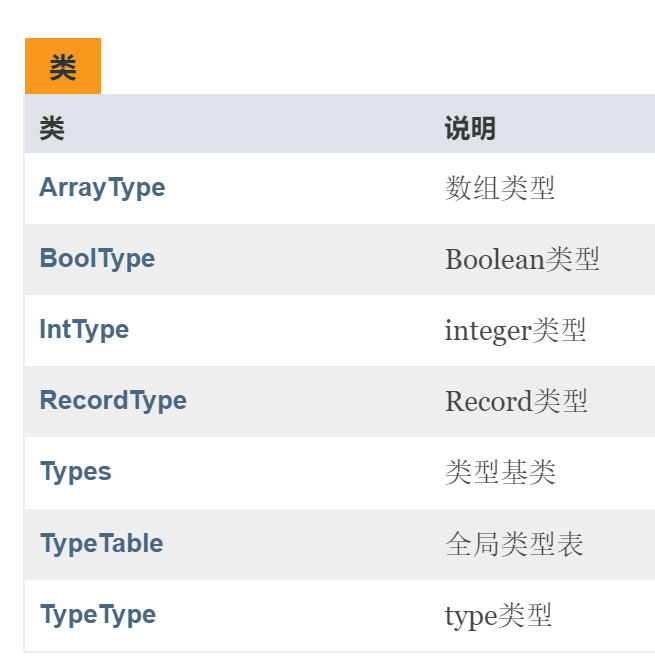 类
类 说明
ArrayType 数组类型
BoolType Boolean类型
IntType integer类型
RecordType Record类型
Types 类型基类
TypeTable 全局类型表
TypeType type类型